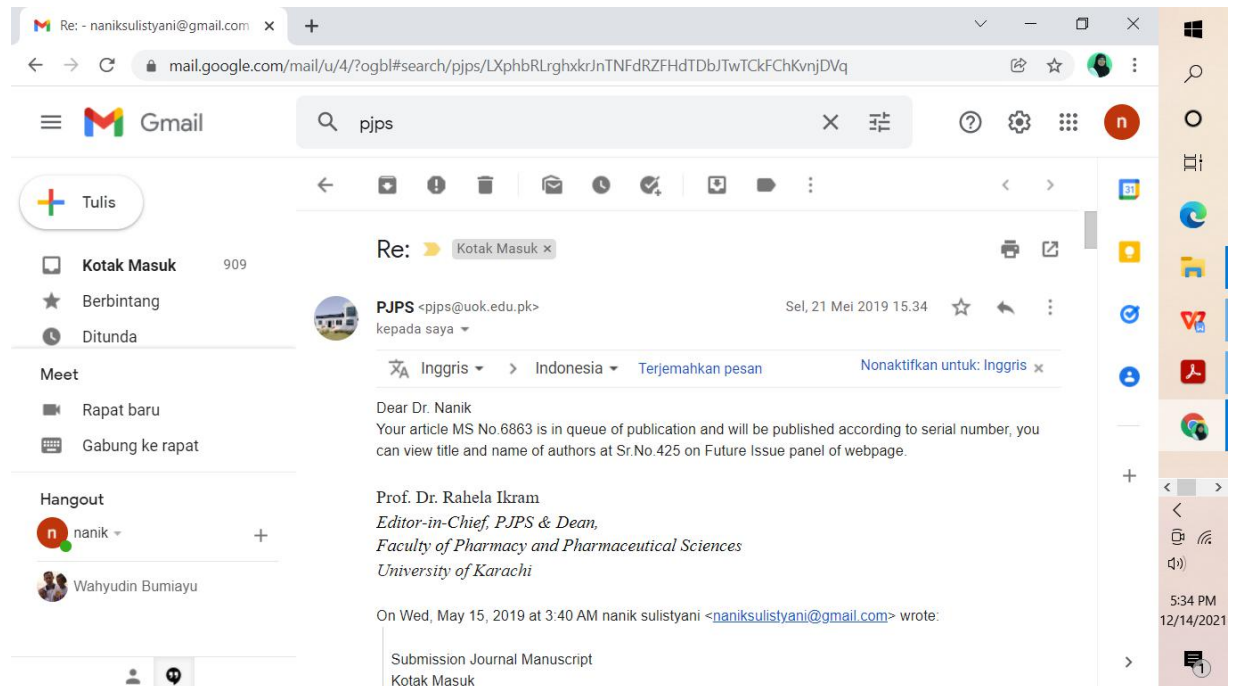 Re: - naniksulistyani@gmail.com
mail.google.com/mail/u/4/?ogbl#search/pjps/LXphbRLrghxkrJnTNFdRZFHdTDbJTwTCkFChKvnjDVq
Gmail
pjps
n
Tulis
31
Re: Kotak Masuk ×
Kotak Masuk 909
Berbintang
Ditunda
PJPS <pjps@uok.edu.pk> Sel, 21 Mei 2019 15.34
kepada saya
Inggris > Indonesia Terjemahkan pesan Nonaktifkan untuk: Inggris ×
Meet
Rapat baru
Gabung ke rapat
Dear Dr. Nanik
Your article MS No.6863 is in queue of publication and will be published according to serial number, you
can view title and name of authors at Sr.No.425 on Future Issue panel of webpage.
Hangout
n nanik
Wahyudin Bumiayu
Prof. Dr. Rahela Ikram
Editor-in-Chief, PJPS & Dean,
Faculty of Pharmacy and Pharmaceutical Sciences
University of Karachi
On Wed, May 15, 2019 at 3:40 AM nanik sulistyani <naniksulistyani@gmail.com> wrote:
Submission Journal Manuscript
Kotak Masuk
5:34 PM
12/14/2021
1